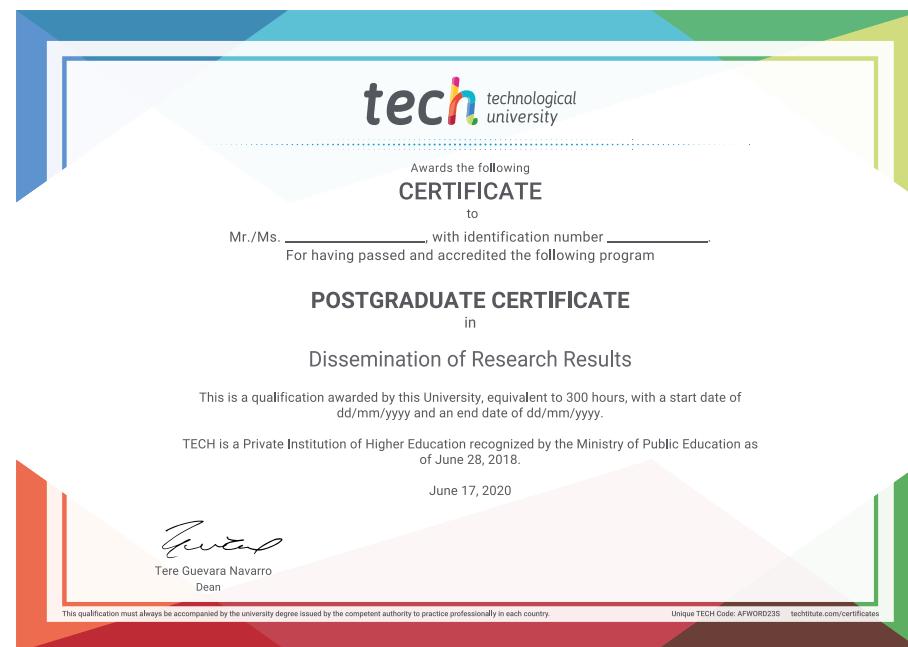 tech technological
university
Awards the following
CERTIFICATE
to
Mr./Ms. ____________________, with identification number ______________.
For having passed and accredited the following program
POSTGRADUATE CERTIFICATE
in
Dissemination of Research Results
This is a qualification awarded by this University, equivalent to 300 hours, with a start date of
dd/mm/yyyy and an end date of dd/mm/yyyy.
TECH is a Private Institution of Higher Education recognized by the Ministry of Public Education as
of June 28, 2018.
June 17, 2020
Tere Guevara Navarro
Dean
This qualification must always be accompanied by the university degree issued by the competent authority to practice professionally in each country. Unique TECH Code: AFWORD23S techtitute.com/certificates